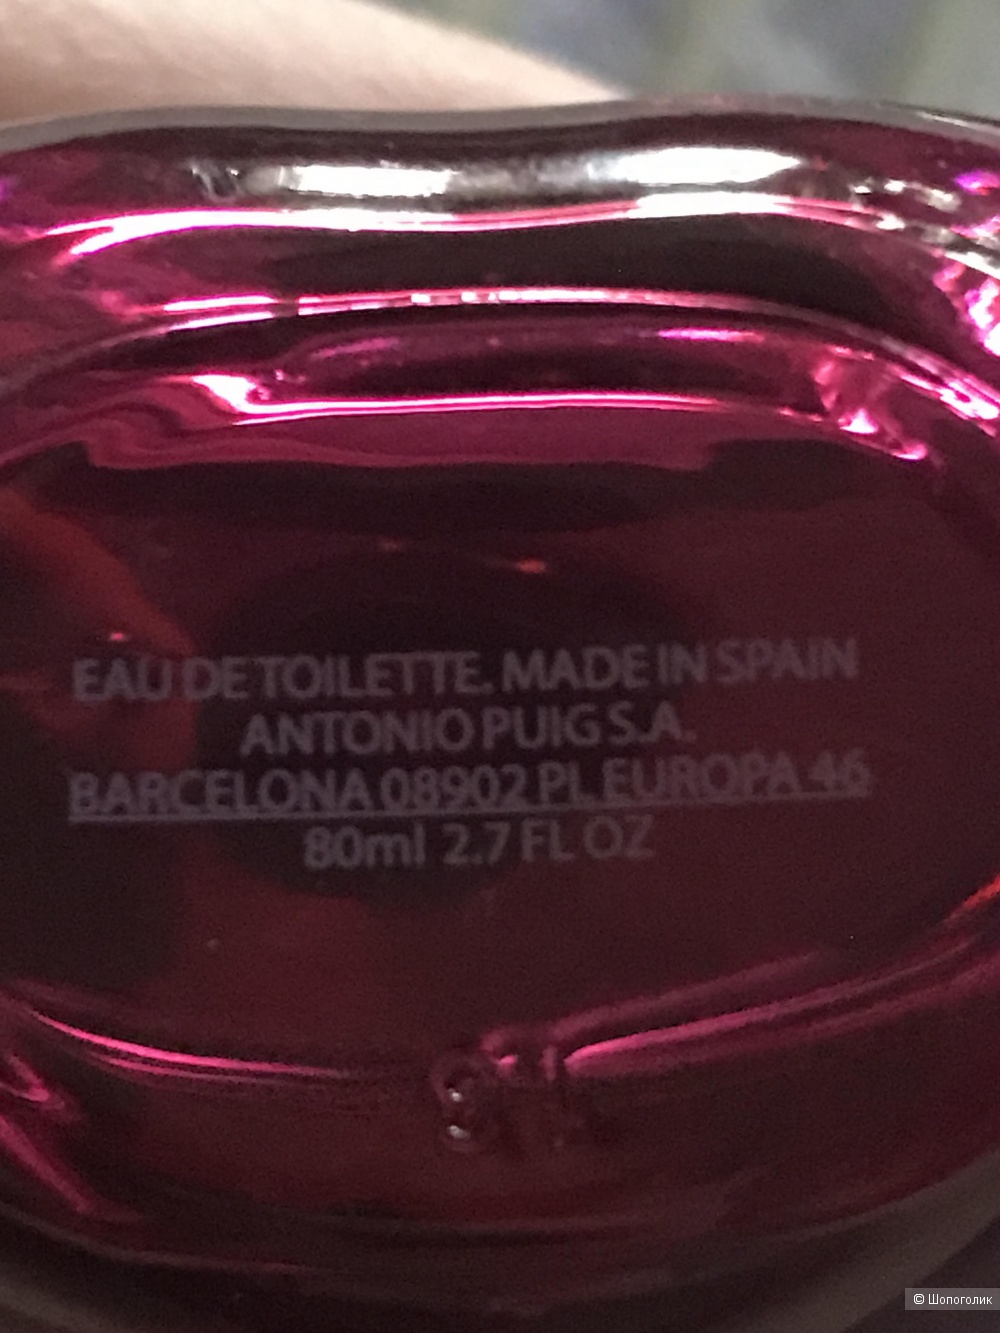 EAU DE TOILETTE. MADE IN SPAIN
ANTONIO PUIG S.A.
BARCELONA 08902 PL EUROPA 46
80ml 2.7 FL OZ
© Шопоголик